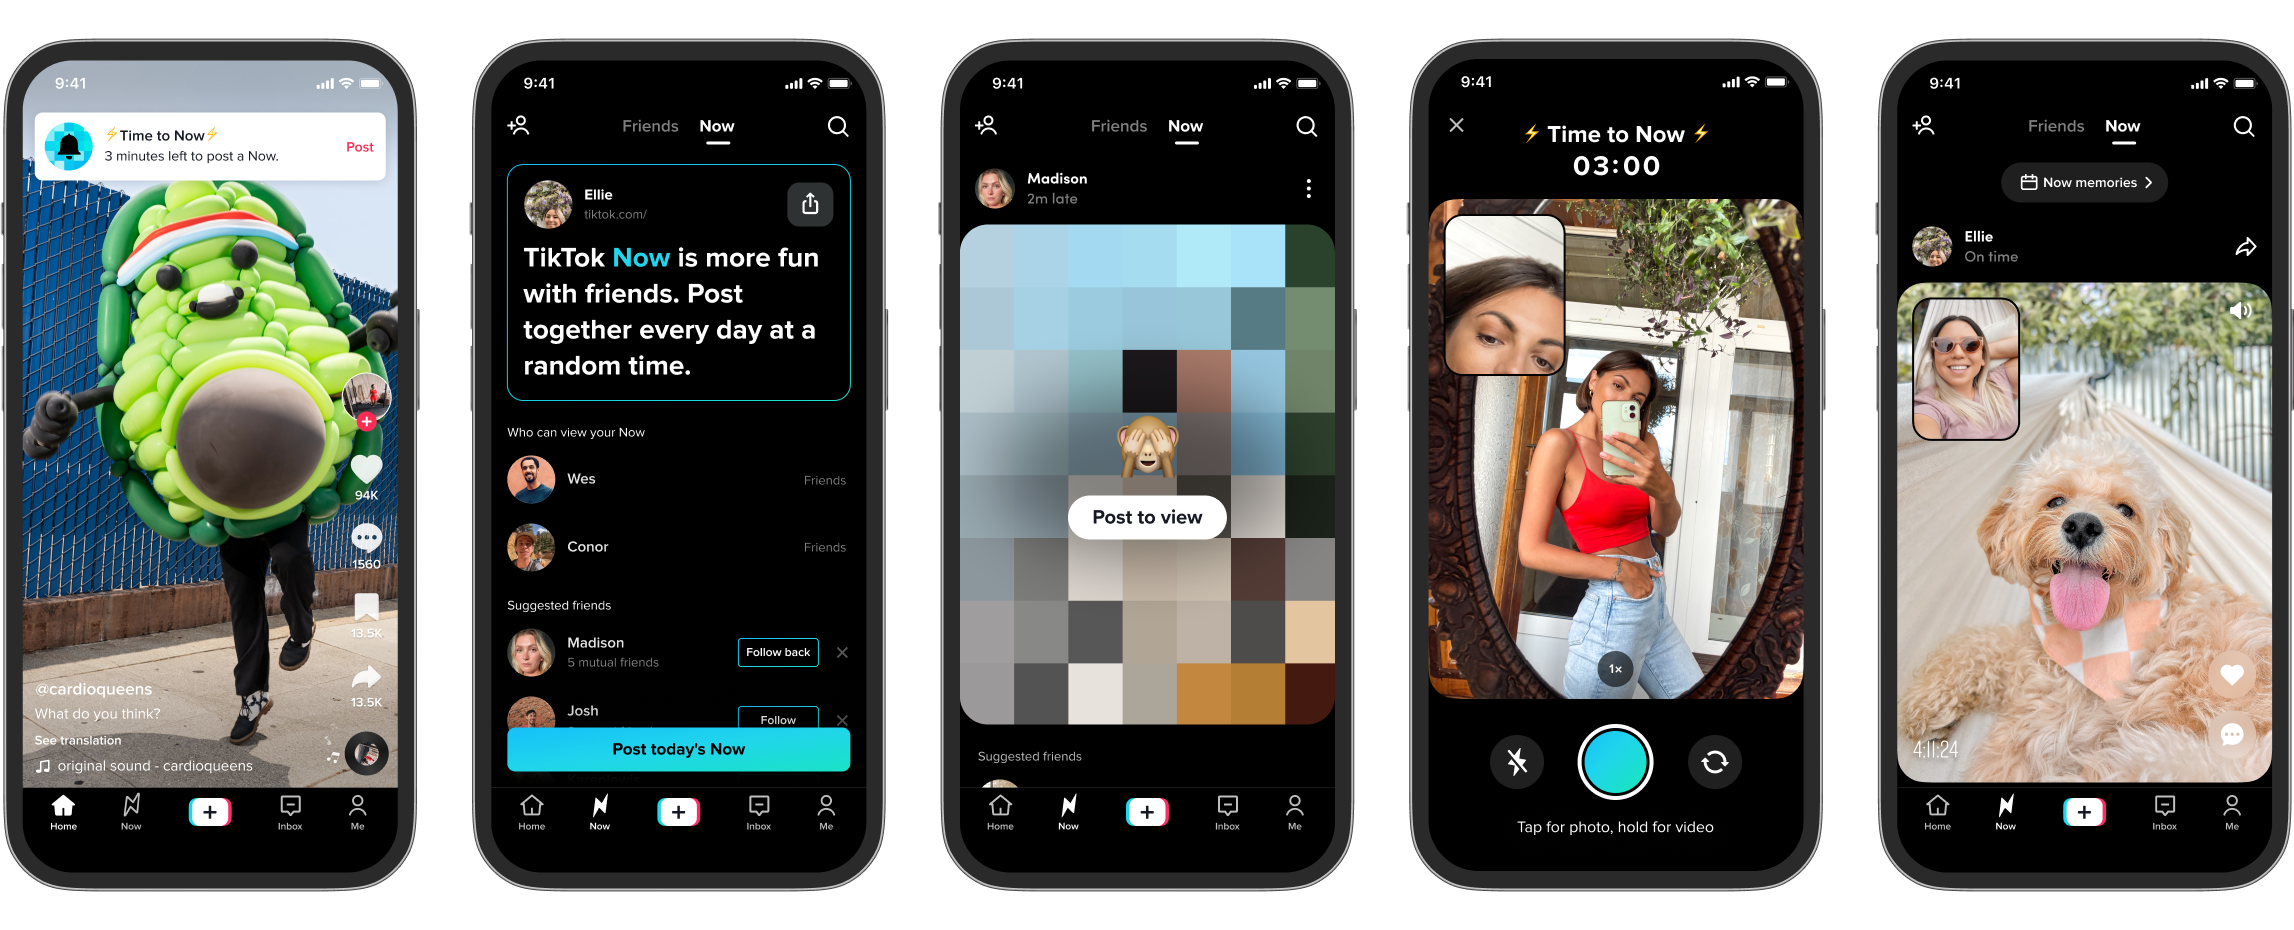 9:41
⚡Time to Now⚡
3 minutes left to post a Now.
Post
94K
1560
13.5K
13.5K
@cardioqueens
What do you think?
See translation
original sound - cardioqueens
Home
Now
Inbox
Me
9:41
Friends
Now
Ellie
tiktok.com/
TikTok Now is more fun
with friends. Post
together every day at a
random time.
Who can view your Now
Wes
Friends
Conor
Friends
Suggested friends
Madison
5 mutual friends
Follow back
Josh
Follow
Post today's Now
Home
Now
Inbox
Me
9:41
Friends
Now
Madison
2m late
Post to view
Suggested friends
Home
Now
Inbox
Me
9:41
⚡ Time to Now ⚡
03:00
1×
Tap for photo, hold for video
9:41
Friends
Now
Now memories
Ellie
On time
4:11:24
Home
Now
Inbox
Me